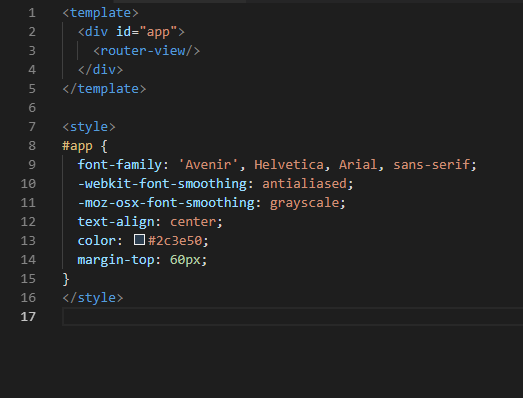 1 <template>
2 <div id="app">
3 <router-view/>
4 </div>
5 </template>
6
7 <style>
8 #app {
9 font-family: 'Avenir', Helvetica, Arial, sans-serif;
10 -webkit-font-smoothing: antialiased;
11 -moz-osx-font-smoothing: grayscale;
12 text-align: center;
13 color: #2c3e50;
14 margin-top: 60px;
15 }
16 </style>
17